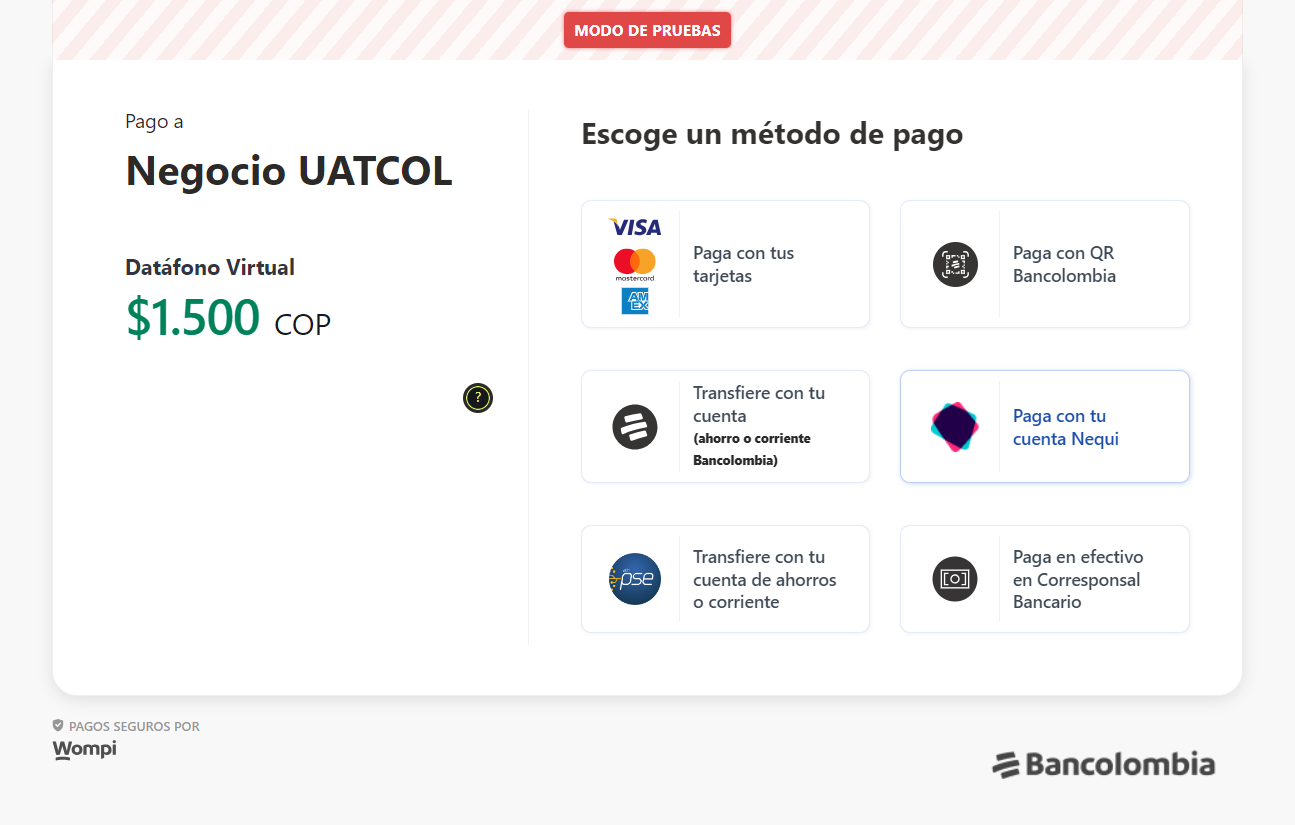 MODO DE PRUEBAS
Pago a
Negocio UATCOL
Datáfono Virtual
$1.500 COP
?
Escoge un método de pago
VISA
mastercard
AM
EX
Paga con tus
tarjetas
Paga con QR
Bancolombia
Transfiere con tu
cuenta
(ahorro o corriente
Bancolombia)
Paga con tu
cuenta Nequi
pse
Transfiere con tu
cuenta de ahorros
o corriente
Paga en efectivo
en Corresponsal
Bancario
PAGOS SEGUROS POR
Wompi
Bancolombia